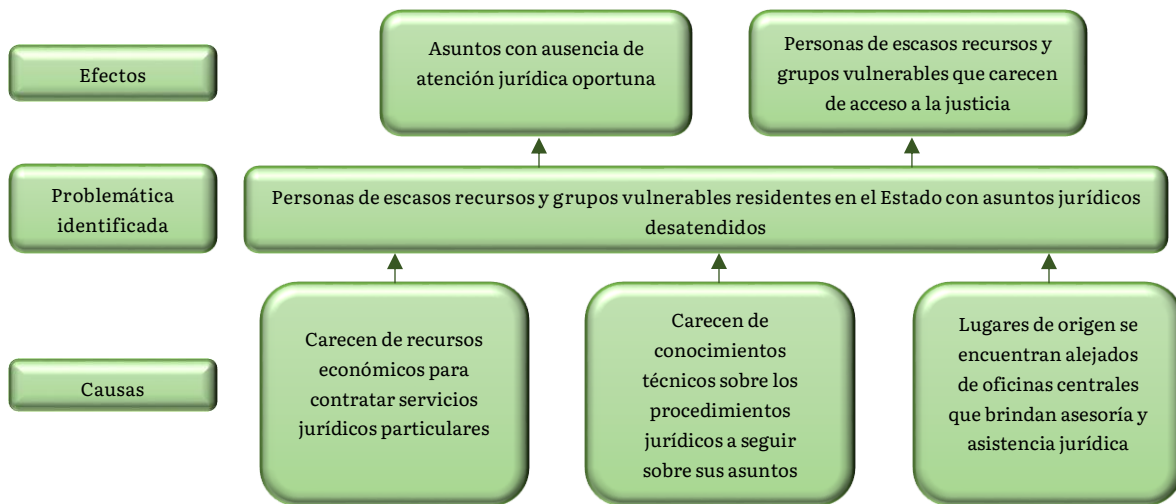 Efectos
Asuntos con ausencia de
atención jurídica oportuna
Personas de escasos recursos y
grupos vulnerables que carecen
de acceso a la justicia
Problemática
identificada
Personas de escasos recursos y grupos vulnerables residentes en el Estado con asuntos jurídicos
desatendidos
Causas
Carecen de recursos
económicos para
contratar servicios
jurídicos particulares
Carecen de
conocimientos
técnicos sobre los
procedimientos
jurídicos a seguir
sobre sus asuntos
Lugares de origen se
encuentran alejados
de oficinas centrales
que brindan asesoría y
asistencia jurídica